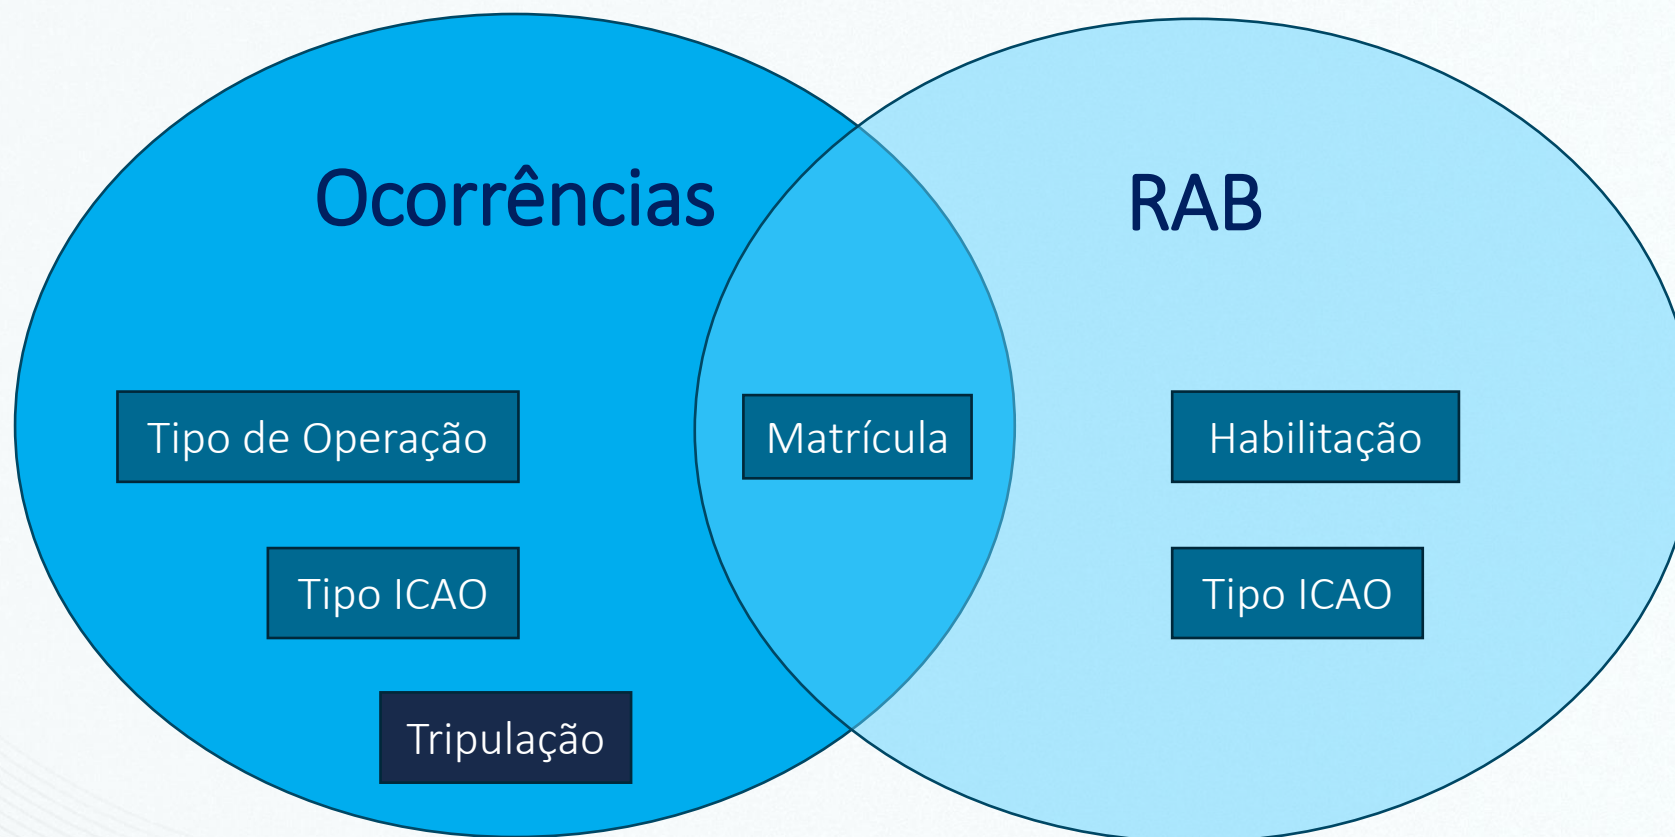 Ocorrências
RAB
Tipo de Operação
Matrícula
Habilitação
Tipo ICAO
Tipo ICAO
Tripulação